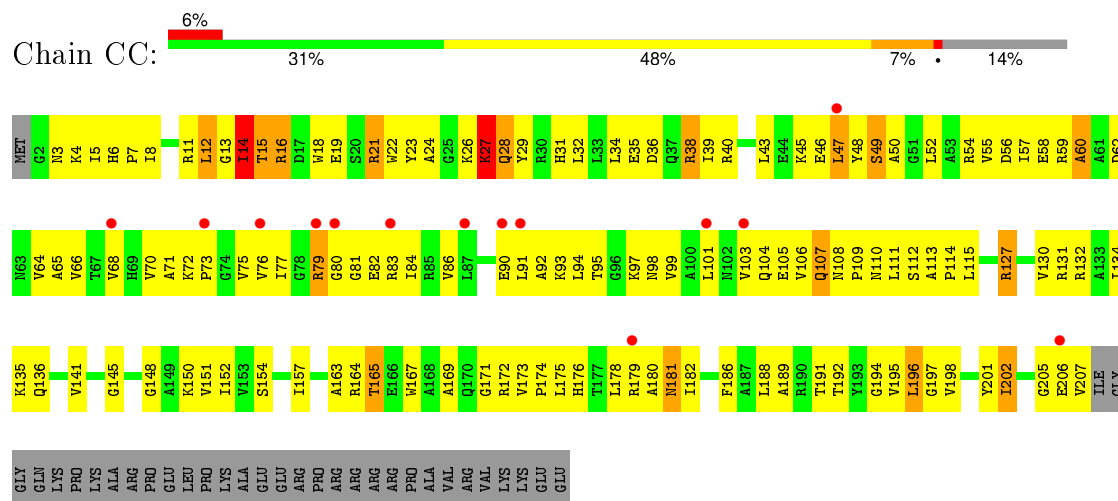 6%
Chain CC:
31% 48% 7% • 14%
MET G2 N3 K4 I5 H6 P7 I8 R11 L12 G13 I14 T15 R16 D17 W18 E19 S20 R21 W22 Y23 A24 G25 K26 K27 Q28 Y29 R30 H31 L32 L33 L34 E35 D36 Q37 R38 I39 R40 L43 E44 K45 E46 L47 Y48 S49 A50 G51 L52 A53 R54 V55 D56 I57 E58 R59 A60 A61 D62
N63 V64 A65 V66 T67 V68 H69 V70 A71 K72 P73 G74 V75 V76 I77 G78 R79 G80 G81 E82 R83 I84 R85 V86 L87 E90 L91 A92 K93 L94 T95 G96 K97 N98 V99 A100 L101 N102 V103 Q104 E105 V106 Q107 N108 P109 N110 L111 S112 A113 P114 L115 R127 V130 R131 R132 A133 I134
K135 Q136 V141 G145 G148 A149 K150 V151 I152 V153 S154 I157 A163 R164 T165 E166 W167 A168 A169 Q170 G171 R172 V173 P174 L175 H176 T177 L178 R179 A180 N181 I182 F186 A187 L188 A189 R190 T191 T192 Y193 G194 V195 L196 G197 V198 Y201 I202 G205 E206 V207 ILE GLY
GLY GLN LYS PRO LYS ALA ARG PRO GLU LEU PRO LYS ALA GLU GLU ARG PRO ARG ARG ARG ARG PRO ALA VAL ARG VAL LYS LYS GLU GLU